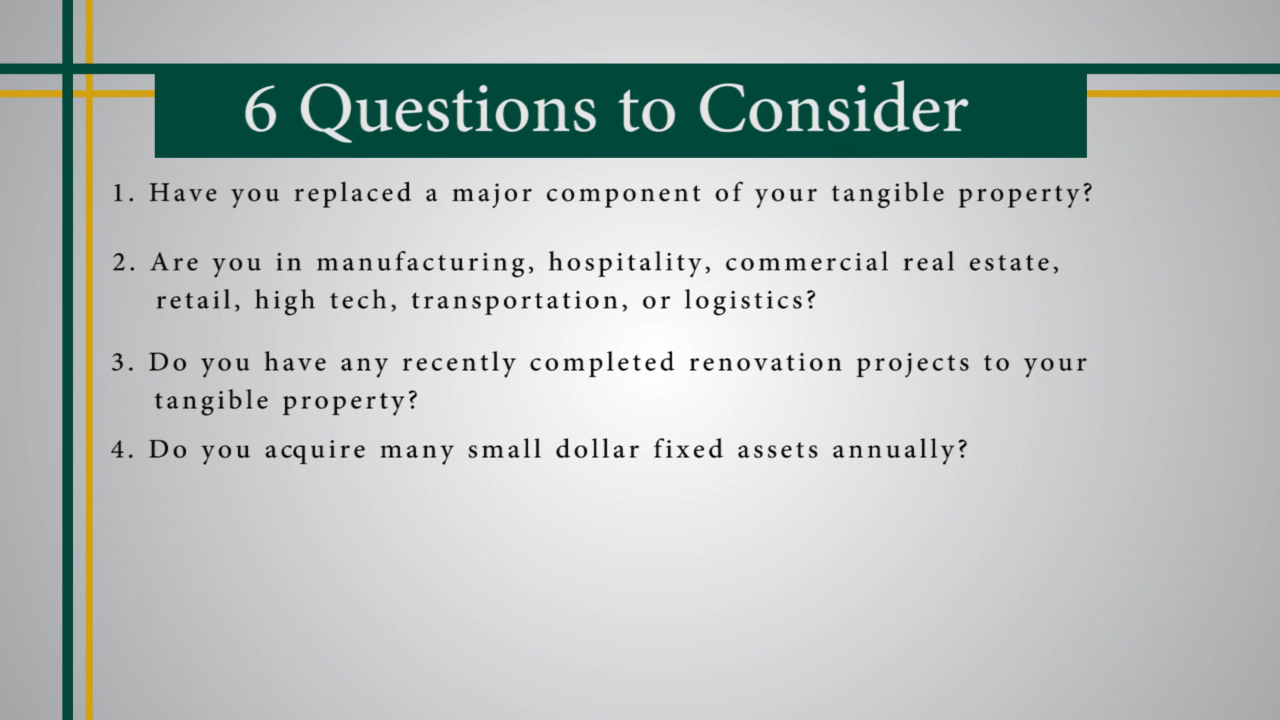 6 Questions to Consider
1. Have you replaced a major component of your tangible property?
2. Are you in manufacturing, hospitality, commercial real estate,
retail, high tech, transportation, or logistics?
3. Do you have any recently completed renovation projects to your
tangible property?
4. Do you acquire many small dollar fixed assets annually?